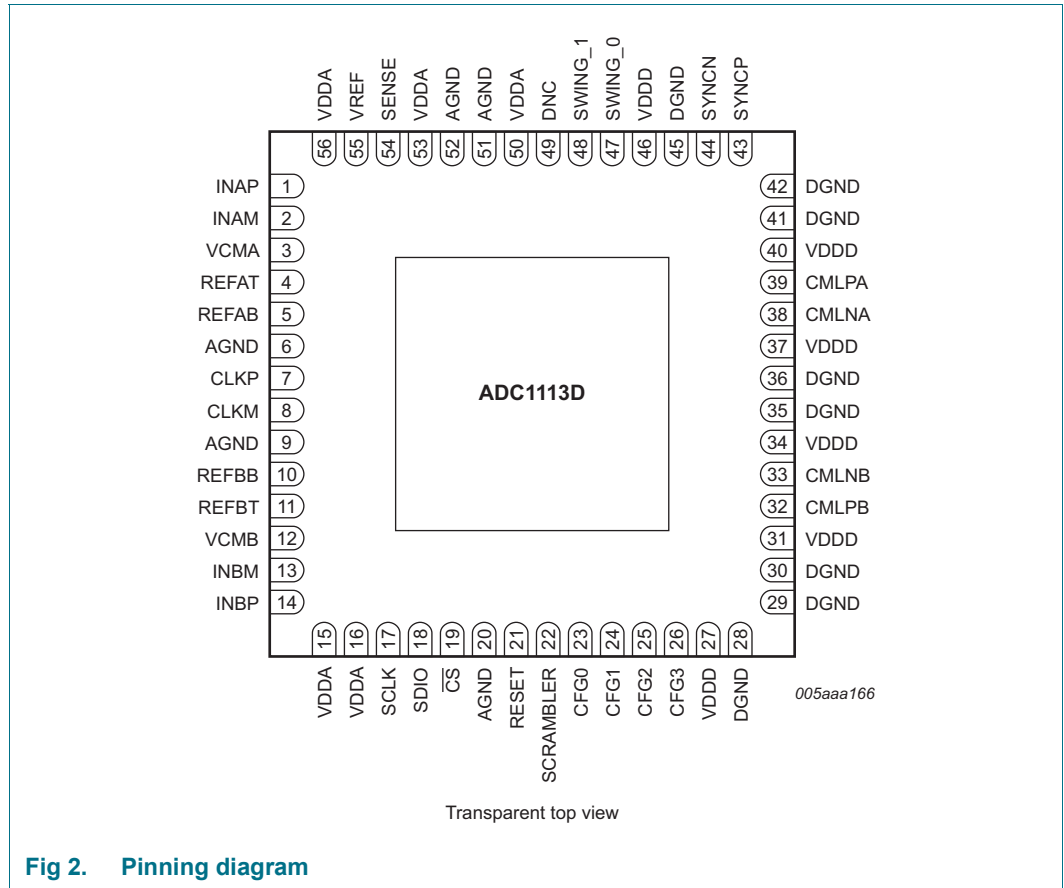 VDDA VREF SENSE VDDA AGND AGND VDDA DNC SWING_1 SWING_0 VDDD DGND SYNCN SYNCP
56 55 54 53 52 51 50 49 48 47 46 45 44 43
INAP 1 42 DGND
INAM 2 41 DGND
VCMA 3 40 VDDD
REFAT 4 39 CMLPA
REFAB 5 38 CMLNA
AGND 6 37 VDDD
CLKP 7 36 DGND
ADC1113D
CLKM 8 35 DGND
AGND 9 34 VDDD
REFBB 10 33 CMLNB
REFBT 11 32 CMLPB
VCMB 12 31 VDDD
INBM 13 30 DGND
INBP 14 29 DGND
15 16 17 18 19 20 21 22 23 24 25 26 27 28
VDDA VDDA SCLK SDIO CS AGND RESET SCRAMBLER CFG0 CFG1 CFG2 CFG3 VDDD DGND
005aaa166
Transparent top view
Fig 2. Pinning diagram